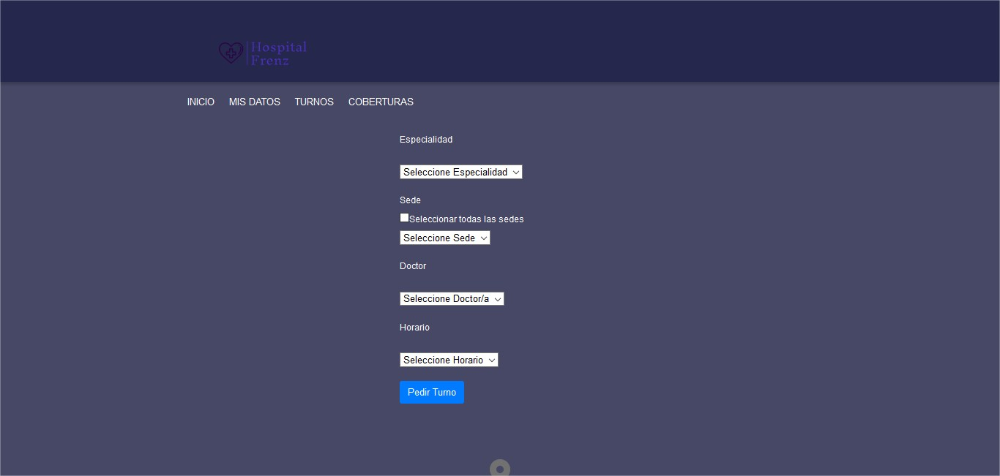 Hospital
Frenz
INICIO MIS DATOS TURNOS COBERTURAS
Especialidad
Seleccione Especialidad
Sede
Seleccionar todas las sedes
Seleccione Sede
Doctor
Seleccione Doctor/a
Horario
Seleccione Horario
Pedir Turno